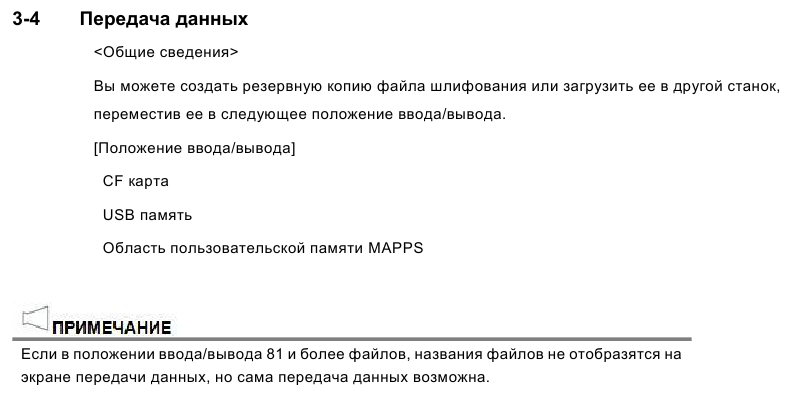 3-4 Передача данных
<Общие сведения>
Вы можете создать резервную копию файла шлифования или загрузить ее в другой станок,
переместив ее в следующее положение ввода/вывода.
[Положение ввода/вывода]
CF карта
USB память
Область пользовательской памяти MAPPS
ПРИМЕЧАНИЕ
Если в положении ввода/вывода 81 и более файлов, названия файлов не отобразятся на
экране передачи данных, но сама передача данных возможна.